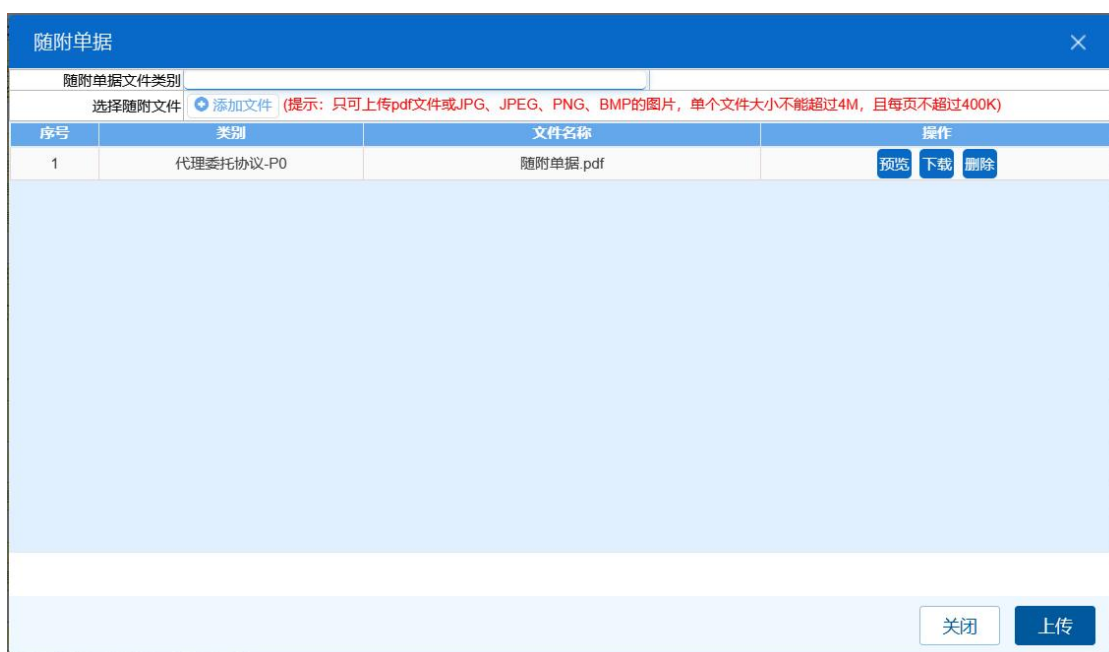 随附单据
随附单据文件类别
选择随附文件 添加文件 (提示：只可上传pdf文件或JPG、JPEG、PNG、BMP的图片，单个文件大小不能超过4M，且每页不超过400K)
序号 类别 文件名称 操作
1 代理委托协议-P0 随附单据.pdf 预览 下载 删除
关闭 上传